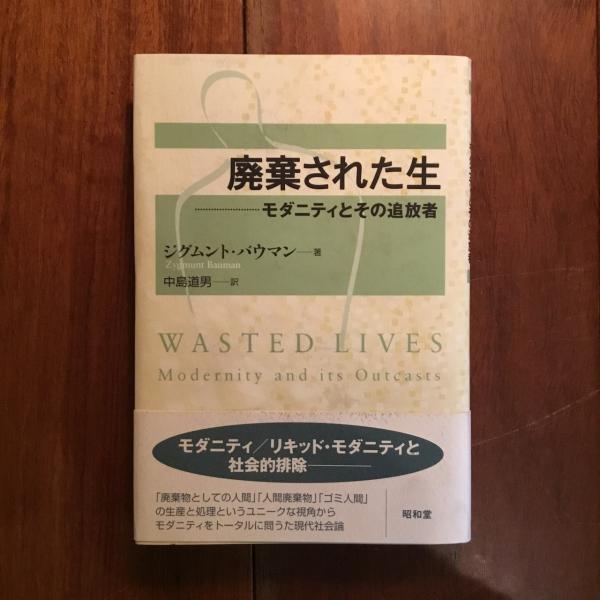 廃棄された生
……………………モダニティとその追放者
ジグムント・バウマン──著
Zygmunt Bauman
中島道男──訳
WASTED LIVES
Modernity and its Outcasts
モダニティ／リキッド・モダニティと
社会的排除────
「廃棄物としての人間」「人間廃棄物」「ゴミ人間」
の生産と処理というユニークな視角から
モダニティをトータルに問うた現代社会論
昭和堂